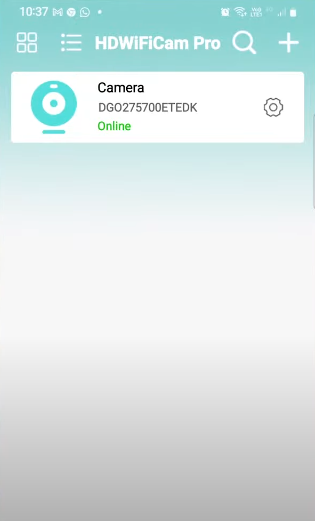 10:37
HDWiFiCam Pro
Camera
DGO275700ETEDK
Online